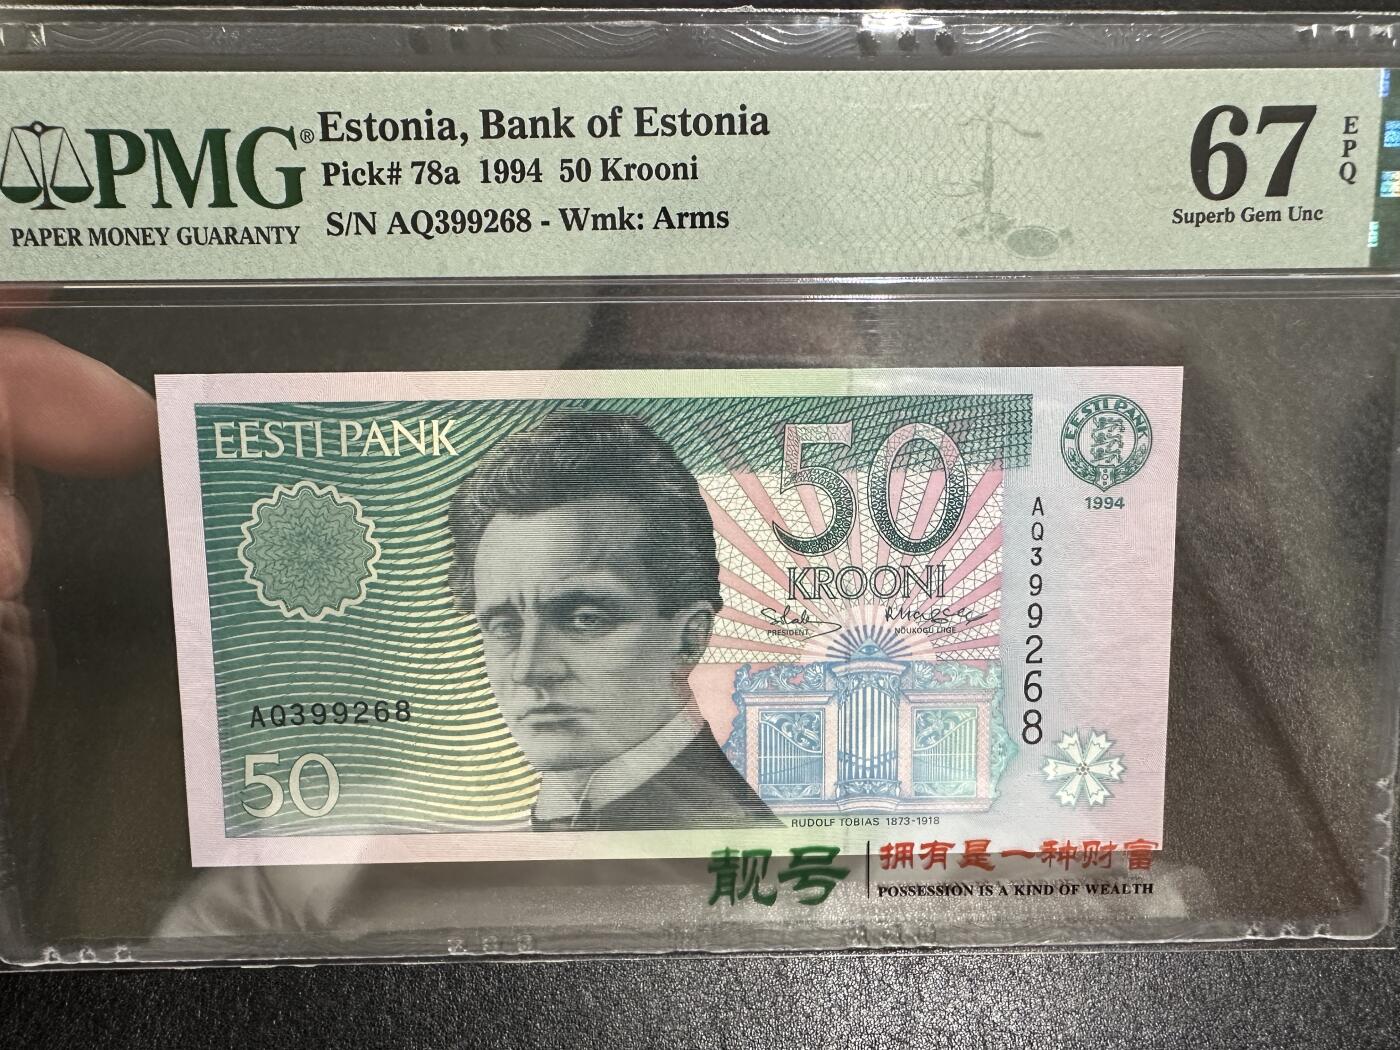 PMG®
PAPER MONEY GUARANTY
Estonia, Bank of Estonia
Pick# 78a 1994 50 Krooni
S/N AQ399268 - Wmk: Arms
67
EPQ
Superb Gem Unc
EESTI PANK
50
KROONI
PRESIDENT
NÕUKOGU LIIGE
EESTI PANK
1994
AQ399268
AQ399268
50
RUDOLF TOBIAS 1873-1918
靓号
拥有是一种财富
POSSESSION IS A KIND OF WEALTH